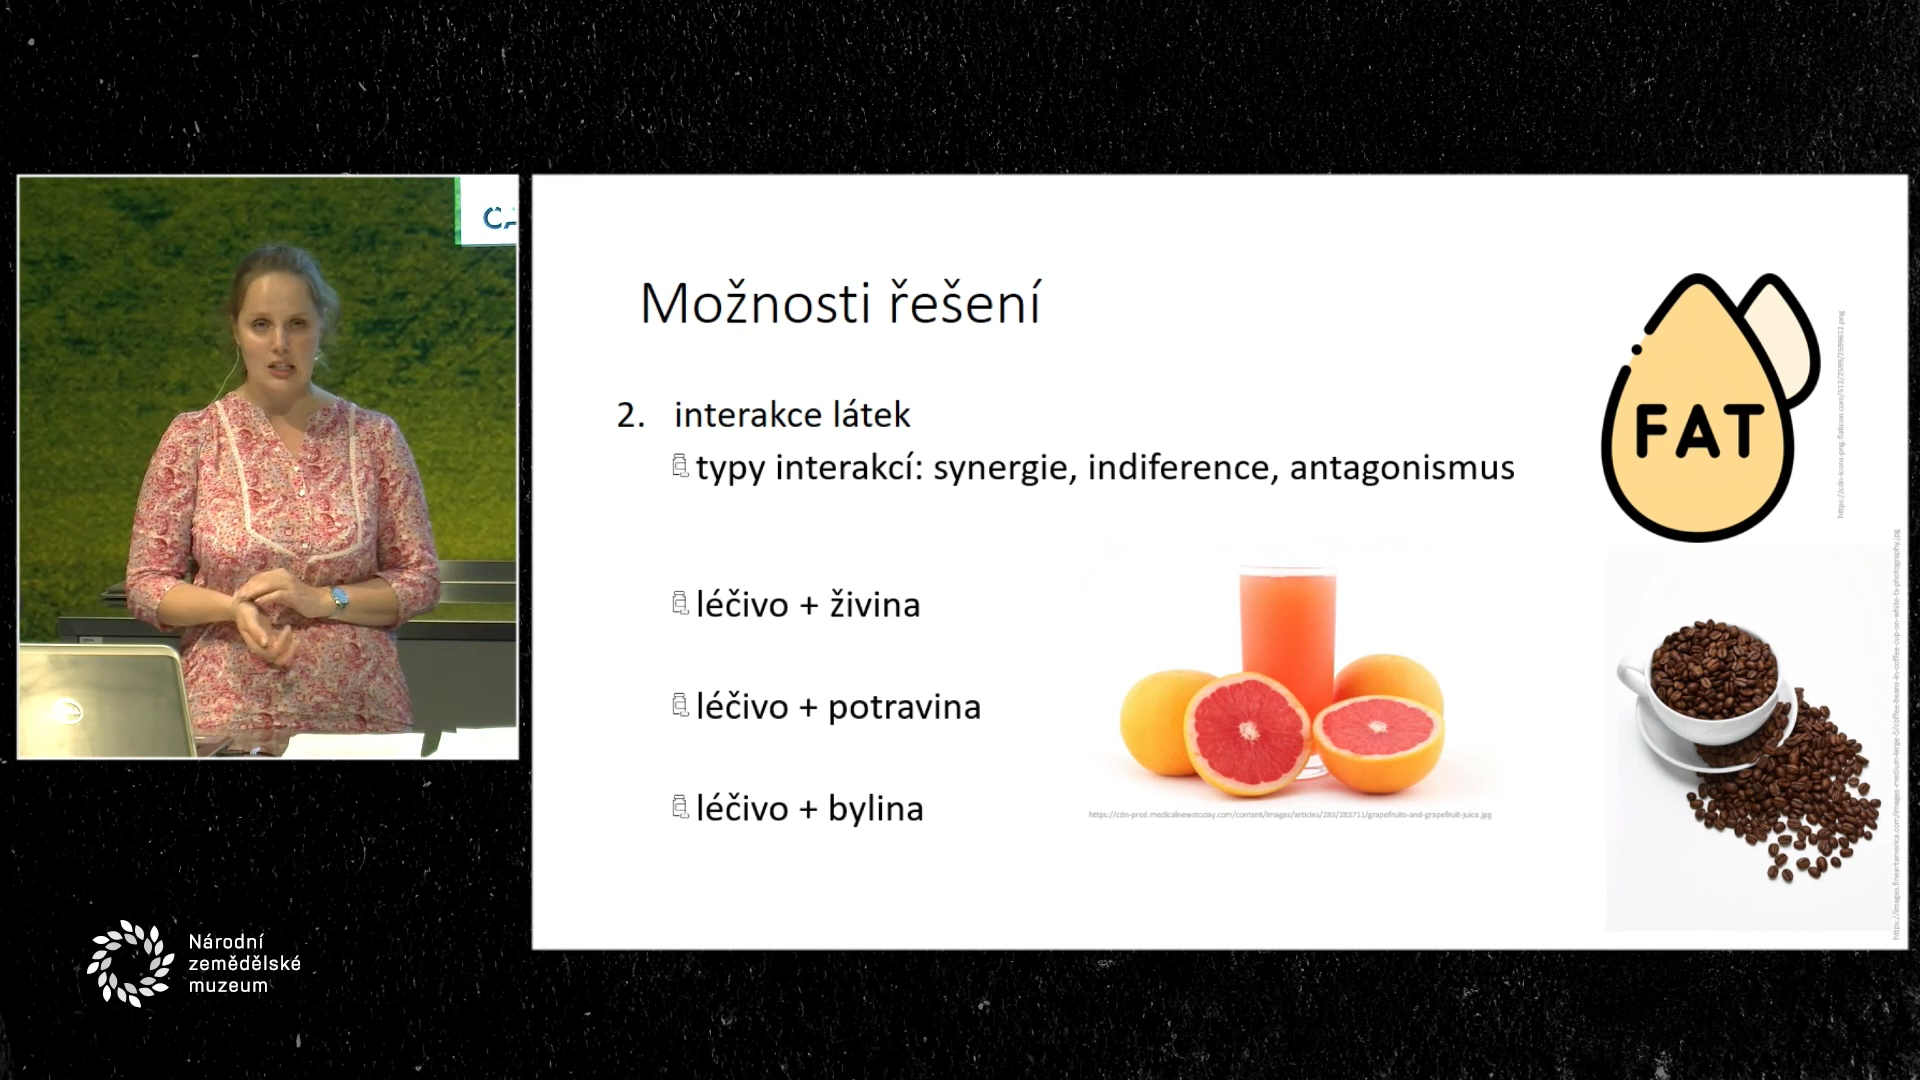 Možnosti řešení
2. interakce látek
typy interakcí: synergie, indiference, antagonismus
léčivo + živina
léčivo + potravina
léčivo + bylina
FAT
https://cdn-prod.medicalnewstoday.com/content/images/articles/283/283711/grapefruits-and-grapefruit-juice.jpg
Národní
zemědělské
muzeum